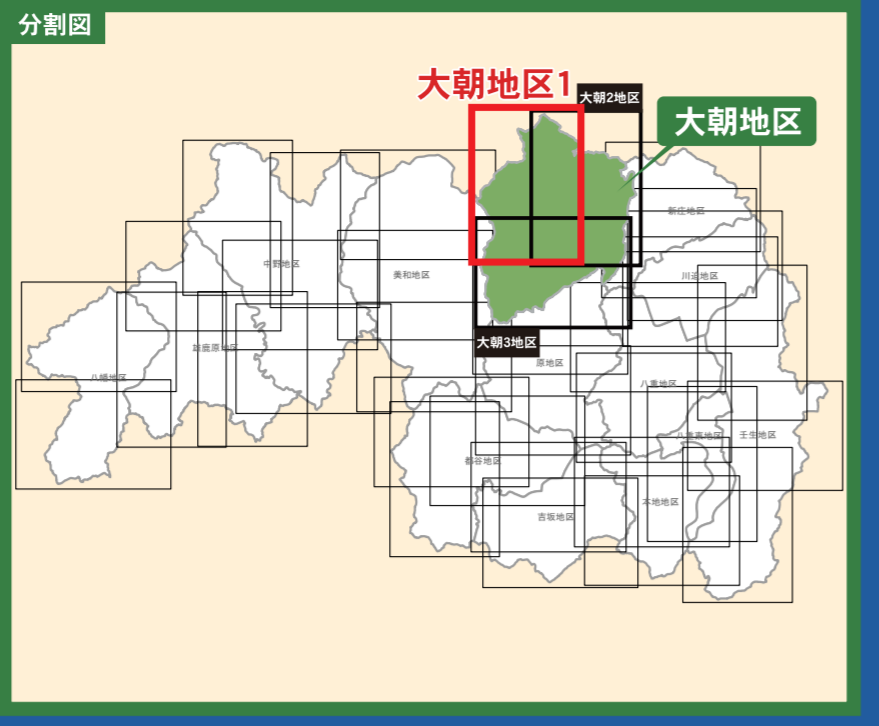 分割図
大朝地区1
大朝2地区
大朝地区
新庄地区
中野地区
美和地区
川迫地区
大朝3地区
雄鹿原地区
原地区
八幡地区
八重地区
八重東地区
壬生地区
都谷地区
本地地区
吉坂地区